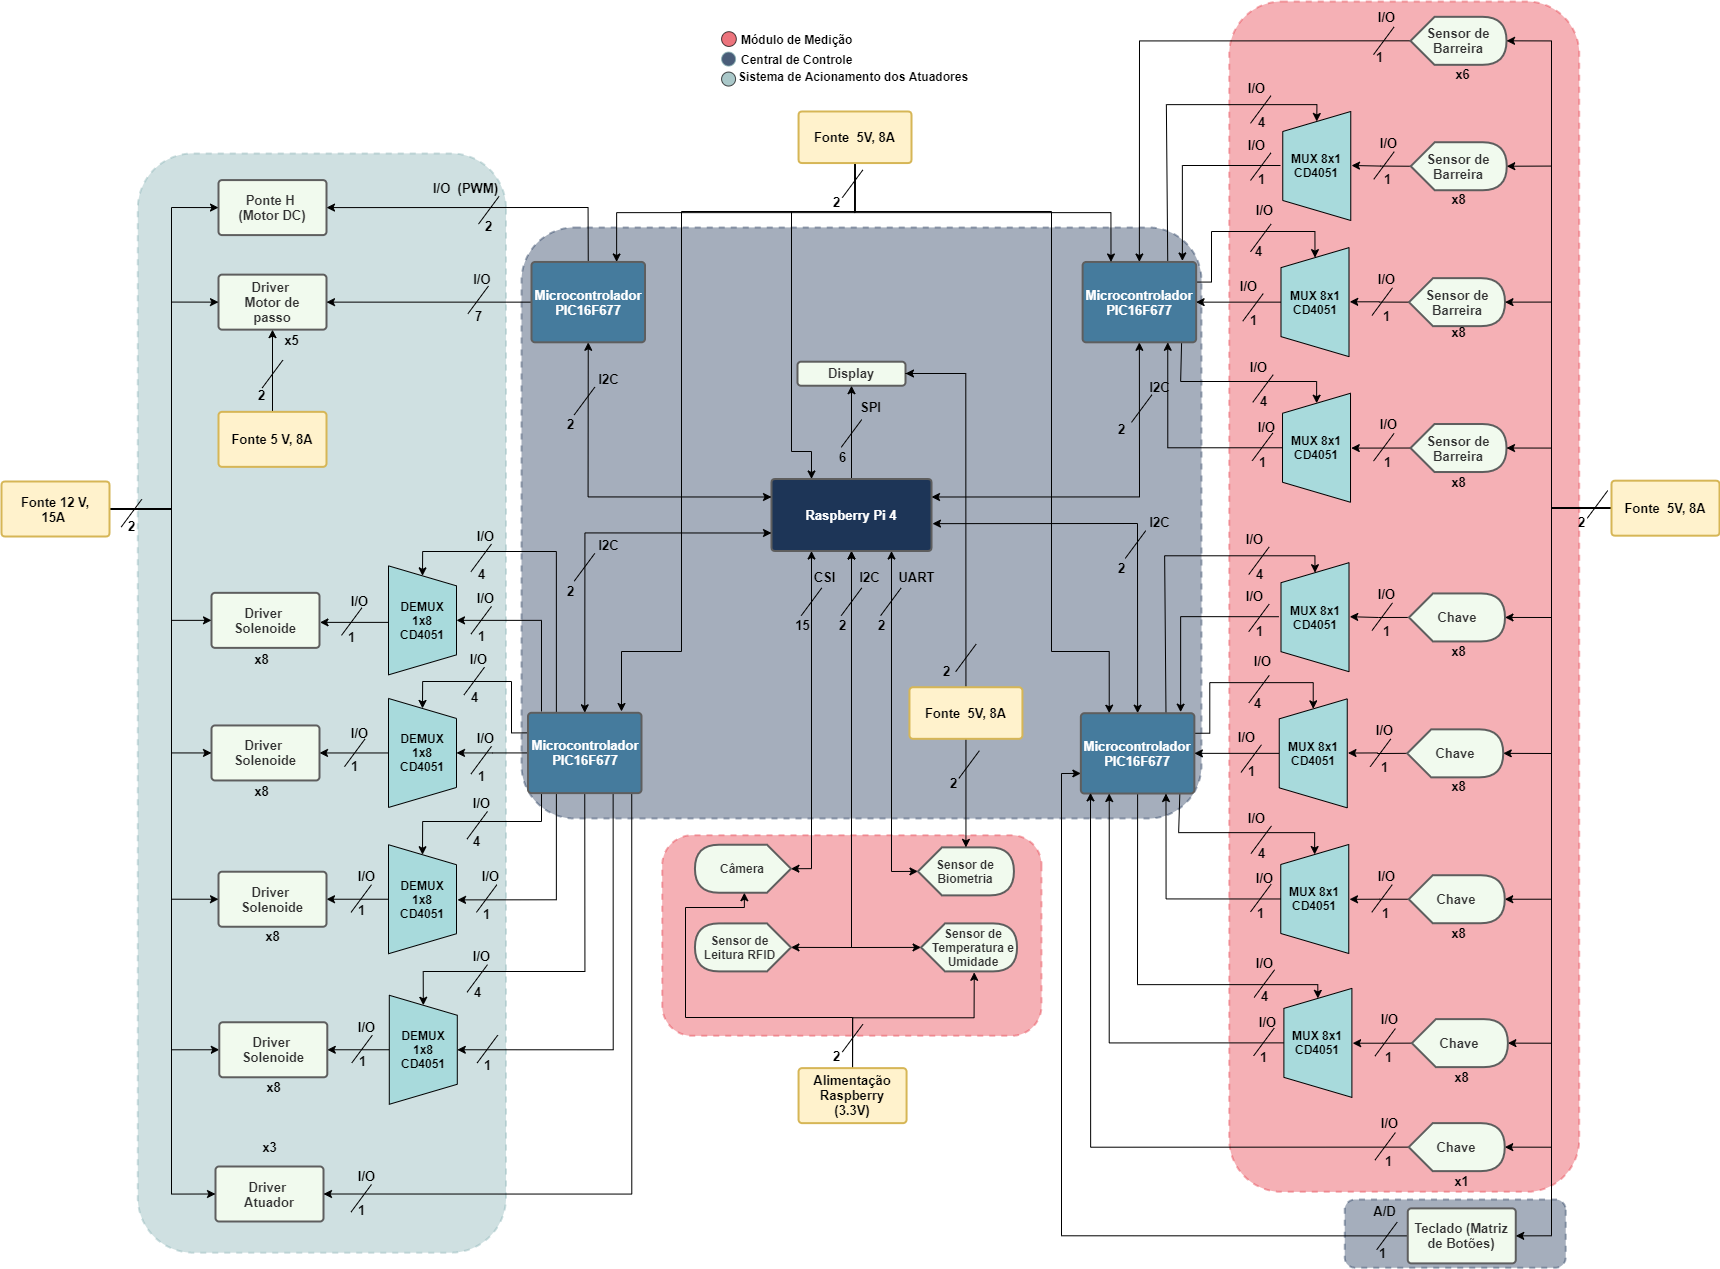 Módulo de Medição
Central de Controle
Sistema de Acionamento dos Atuadores
Fonte 5V, 8A
2
Ponte H
(Motor DC)
I/O (PWM)
2
Driver
Motor de
passo
x5
I/O
7
2
Fonte 5 V, 8A
Fonte 12 V,
15A
2
Driver
Solenoide
x8
I/O
1
DEMUX
1x8
CD4051
I/O
4
I/O
1
Driver
Solenoide
x8
I/O
1
DEMUX
1x8
CD4051
I/O
4
I/O
1
Driver
Solenoide
x8
I/O
1
DEMUX
1x8
CD4051
I/O
4
I/O
1
Driver
Solenoide
x8
I/O
1
DEMUX
1x8
CD4051
I/O
4
1
x3
Driver
Atuador
I/O
1
Microcontrolador
PIC16F677
I2C
2
Microcontrolador
PIC16F677
I2C
2
Display
SPI
6
Raspberry Pi 4
CSI
15
I2C
2
UART
2
2
Fonte 5V, 8A
2
I2C
2
Microcontrolador
PIC16F677
I2C
2
Microcontrolador
PIC16F677
Câmera
Sensor de
Biometria
Sensor de
Leitura RFID
Sensor de
Temperatura e
Umidade
2
Alimentação
Raspberry
(3.3V)
I/O
1
Sensor de
Barreira
x6
I/O
4
I/O
1
MUX 8x1
CD4051
I/O
1
Sensor de
Barreira
x8
I/O
4
I/O
1
MUX 8x1
CD4051
I/O
1
Sensor de
Barreira
x8
I/O
4
I/O
1
MUX 8x1
CD4051
I/O
1
Sensor de
Barreira
x8
2
Fonte 5V, 8A
I/O
4
I/O
1
MUX 8x1
CD4051
I/O
1
Chave
x8
I/O
4
I/O
1
MUX 8x1
CD4051
I/O
1
Chave
x8
I/O
4
I/O
1
MUX 8x1
CD4051
I/O
1
Chave
x8
I/O
4
I/O
1
MUX 8x1
CD4051
I/O
1
Chave
x8
I/O
1
Chave
x1
A/D
1
Teclado (Matriz
de Botões)